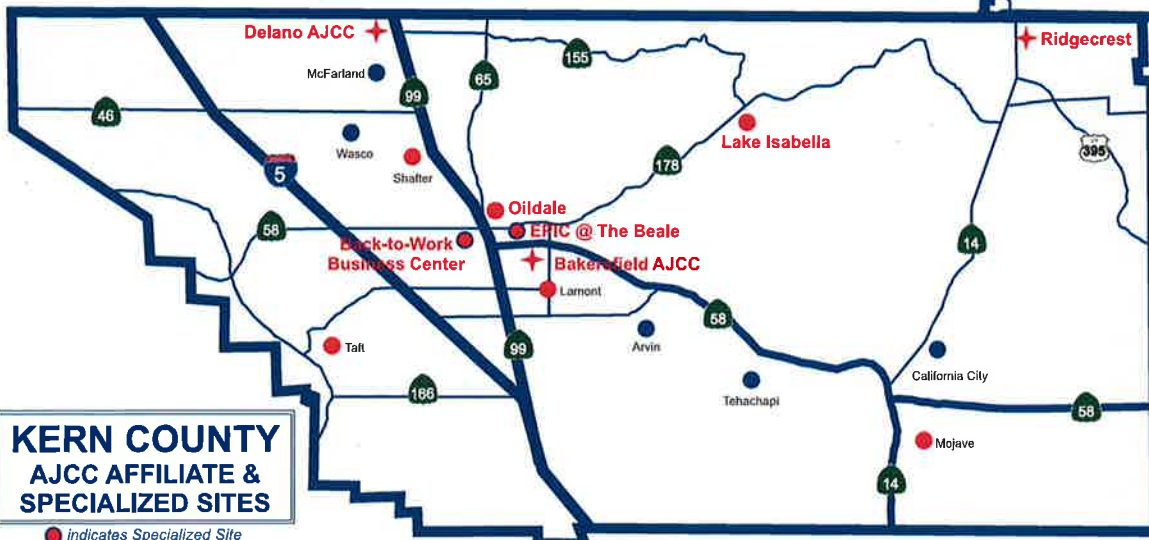 Delano AJCC
Ridgecrest
155
McFarland
65
99
46
395
Lake Isabella
Wasco
Shafter
178
5
Oildale
58
EPIC @ The Beale
14
Back-to-Work
Business Center
Bakersfield AJCC
Lamont
58
Arvin
99
Taft
California City
Tehachapi
166
58
Mojave
14
KERN COUNTY
AJCC AFFILIATE &
SPECIALIZED SITES
indicates Specialized Site